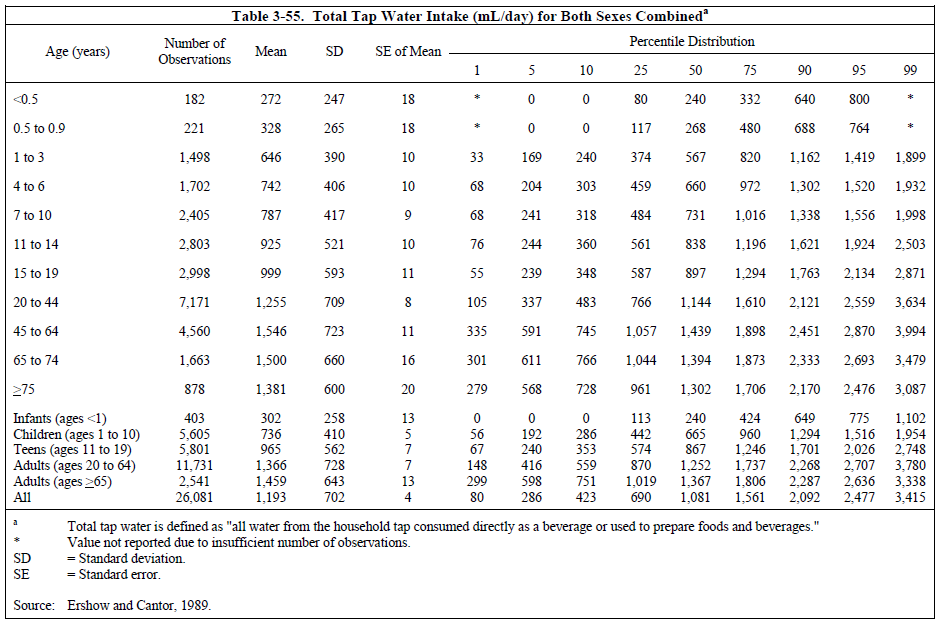 Table 3-55. Total Tap Water Intake (mL/day) for Both Sexes Combinedª
Age (years) Number of Observations Mean SD SE of Mean Percentile Distribution
1 5 10 25 50 75 90 95 99
<0.5 182 272 247 18 * 0 0 80 240 332 640 800 *
0.5 to 0.9 221 328 265 18 * 0 0 117 268 480 688 764 *
1 to 3 1,498 646 390 10 33 169 240 374 567 820 1,162 1,419 1,899
4 to 6 1,702 742 406 10 68 204 303 459 660 972 1,302 1,520 1,932
7 to 10 2,405 787 417 9 68 241 318 484 731 1,016 1,338 1,556 1,998
11 to 14 2,803 925 521 10 76 244 360 561 838 1,196 1,621 1,924 2,503
15 to 19 2,998 999 593 11 55 239 348 587 897 1,294 1,763 2,134 2,871
20 to 44 7,171 1,255 709 8 105 337 483 766 1,144 1,610 2,121 2,559 3,634
45 to 64 4,560 1,546 723 11 335 591 745 1,057 1,439 1,898 2,451 2,870 3,994
65 to 74 1,663 1,500 660 16 301 611 766 1,044 1,394 1,873 2,333 2,693 3,479
≥75 878 1,381 600 20 279 568 728 961 1,302 1,706 2,170 2,476 3,087
Infants (ages <1) 403 302 258 13 0 0 0 113 240 424 649 775 1,102
Children (ages 1 to 10) 5,605 736 410 5 56 192 286 442 665 960 1,294 1,516 1,954
Teens (ages 11 to 19) 5,801 965 562 7 67 240 353 574 867 1,246 1,701 2,026 2,748
Adults (ages 20 to 64) 11,731 1,366 728 7 148 416 559 870 1,252 1,737 2,268 2,707 3,780
Adults (ages ≥65) 2,541 1,459 643 13 299 598 751 1,019 1,367 1,806 2,287 2,636 3,338
All 26,081 1,193 702 4 80 286 423 690 1,081 1,561 2,092 2,477 3,415
ª Total tap water is defined as "all water from the household tap consumed directly as a beverage or used to prepare foods and beverages."
* Value not reported due to insufficient number of observations.
SD = Standard deviation.
SE = Standard error.
Source: Ershow and Cantor, 1989.